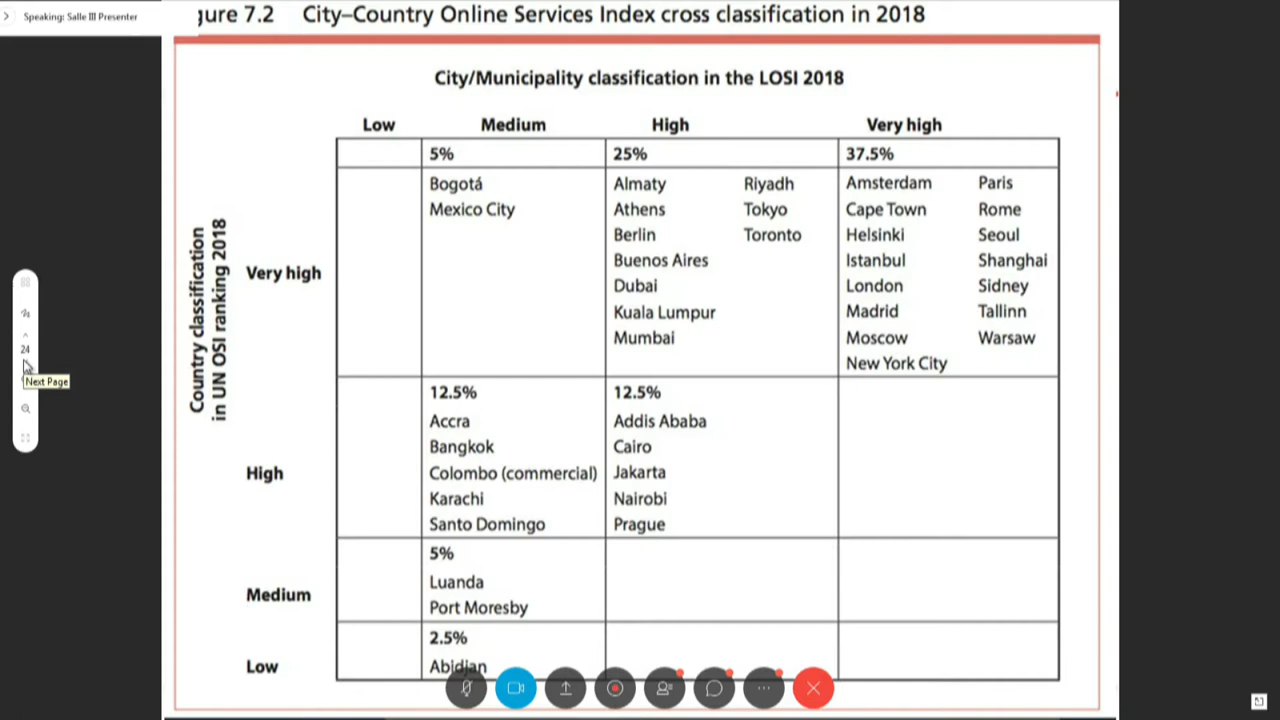 Speaking: Salle III Presenter
gure 7.2 City–Country Online Services Index cross classification in 2018
City/Municipality classification in the LOSI 2018
Low Medium High Very high
5% 25% 37.5%
Country classification
in UN OSI ranking 2018
Very high
Bogotá Almaty Riyadh Amsterdam Paris
Mexico City Athens Tokyo Cape Town Rome
Berlin Toronto Helsinki Seoul
Buenos Aires Istanbul Shanghai
Dubai London Sidney
Kuala Lumpur Madrid Tallinn
Mumbai Moscow Warsaw
New York City
24
Next Page
12.5% 12.5%
Accra Addis Ababa
Bangkok Cairo
High Colombo (commercial) Jakarta
Karachi Nairobi
Santo Domingo Prague
5%
Luanda
Medium
Port Moresby
2.5%
Low Abidjan